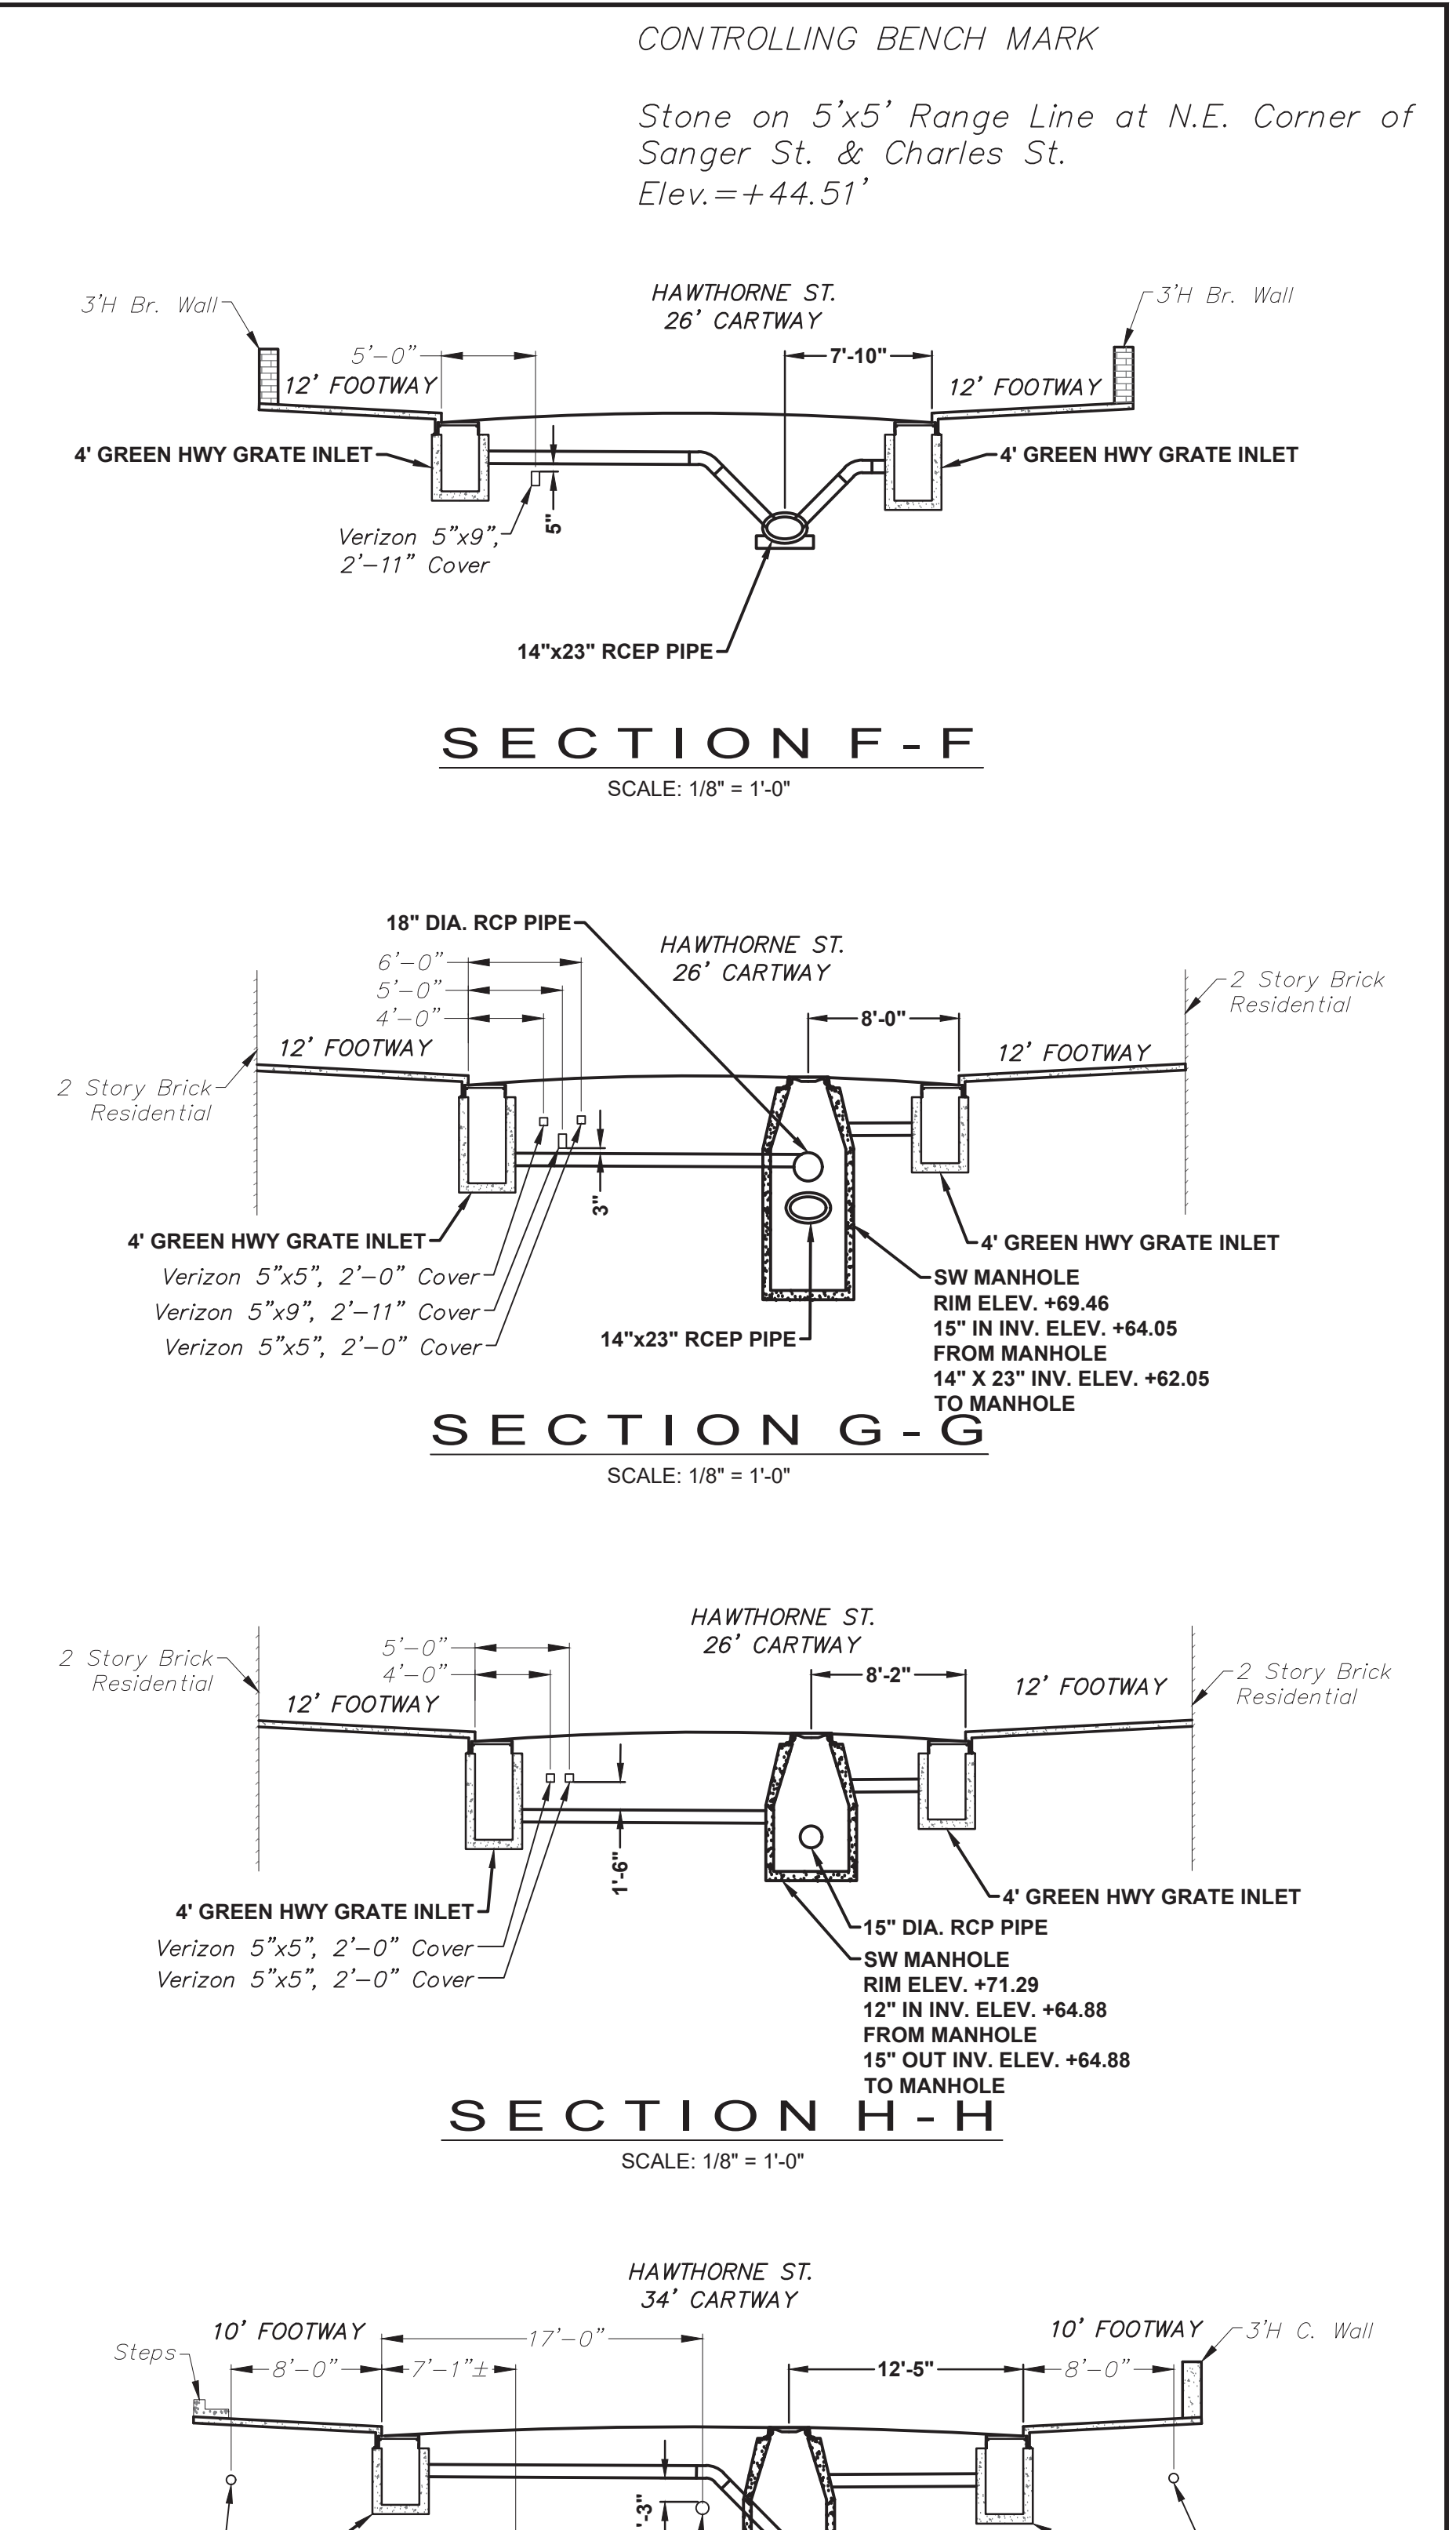 CONTROLLING BENCH MARK
Stone on 5'x5' Range Line at N.E. Corner of
Sanger St. & Charles St.
Elev.=+44.51'
HAWTHORNE ST.
26' CARTWAY
3'H Br. Wall
3'H Br. Wall
5'-0"
7'-10"
12' FOOTWAY
12' FOOTWAY
4' GREEN HWY GRATE INLET
4' GREEN HWY GRATE INLET
5"
Verizon 5"x9",
2'-11" Cover
14"x23" RCEP PIPE
SECTION F-F
SCALE: 1/8" = 1'-0"
18" DIA. RCP PIPE
HAWTHORNE ST.
26' CARTWAY
6'-0"
5'-0"
4'-0"
8'-0"
2 Story Brick
Residential
12' FOOTWAY
12' FOOTWAY
2 Story Brick
Residential
3"
4' GREEN HWY GRATE INLET
4' GREEN HWY GRATE INLET
Verizon 5"x5", 2'-0" Cover
Verizon 5"x9", 2'-11" Cover
Verizon 5"x5", 2'-0" Cover
14"x23" RCEP PIPE
SW MANHOLE
RIM ELEV. +69.46
15" IN INV. ELEV. +64.05
FROM MANHOLE
14" X 23" INV. ELEV. +62.05
TO MANHOLE
SECTION G-G
SCALE: 1/8" = 1'-0"
HAWTHORNE ST.
26' CARTWAY
2 Story Brick
Residential
5'-0"
4'-0"
8'-2"
2 Story Brick
Residential
12' FOOTWAY
12' FOOTWAY
1'-6"
4' GREEN HWY GRATE INLET
4' GREEN HWY GRATE INLET
Verizon 5"x5", 2'-0" Cover
Verizon 5"x5", 2'-0" Cover
15" DIA. RCP PIPE
SW MANHOLE
RIM ELEV. +71.29
12" IN INV. ELEV. +64.88
FROM MANHOLE
15" OUT INV. ELEV. +64.88
TO MANHOLE
SECTION H-H
SCALE: 1/8" = 1'-0"
HAWTHORNE ST.
34' CARTWAY
10' FOOTWAY
10' FOOTWAY
3'H C. Wall
Steps
17'-0"
8'-0"
7'-1"±
12'-5"
8'-0"
'-3"